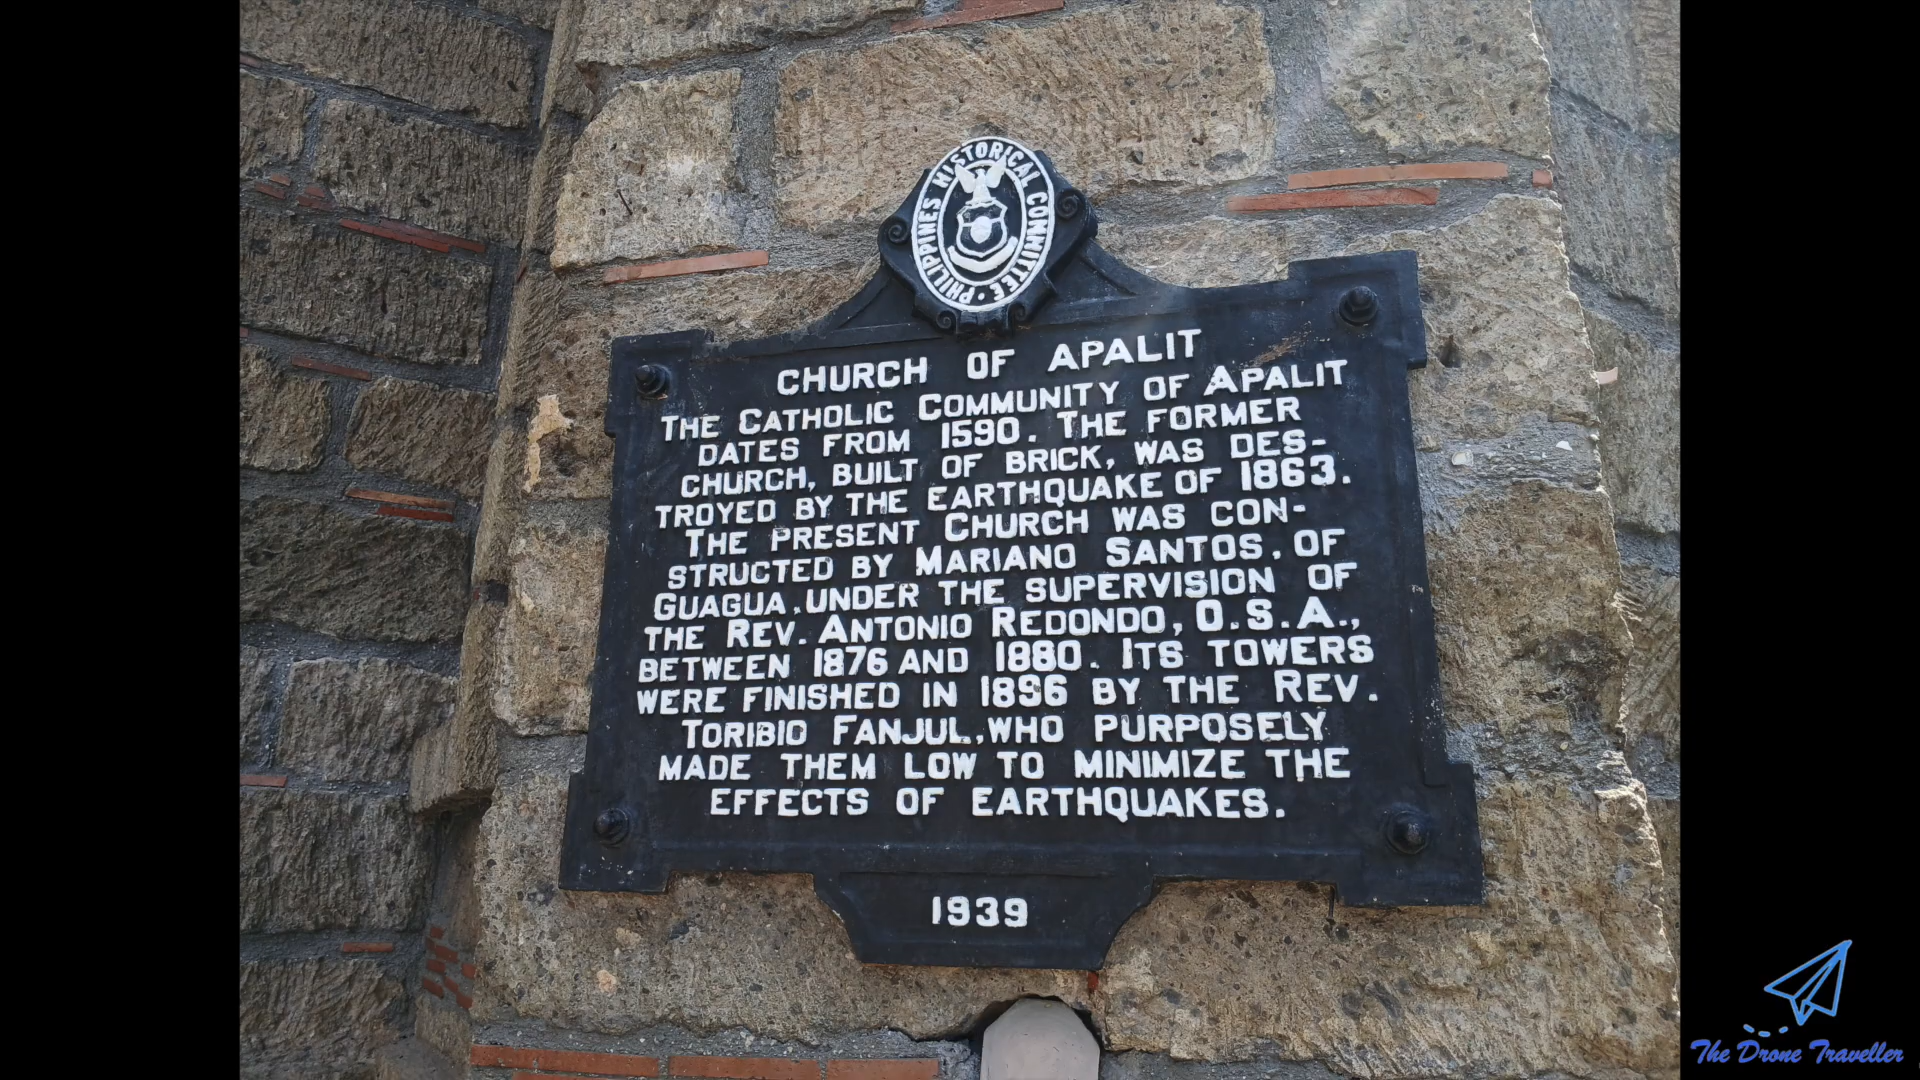 PHILIPPINES HISTORICAL COMMITTEE
CHURCH OF APALIT
THE CATHOLIC COMMUNITY OF APALIT
DATES FROM 1590. THE FORMER
CHURCH, BUILT OF BRICK, WAS DES-
TROYED BY THE EARTHQUAKE OF 1863.
THE PRESENT CHURCH WAS CON-
STRUCTED BY MARIANO SANTOS, OF
GUAGUA, UNDER THE SUPERVISION OF
THE REV. ANTONIO REDONDO, O.S.A.,
BETWEEN 1876 AND 1880. ITS TOWERS
WERE FINISHED IN 1896 BY THE REV.
TORIBIO FANJUL, WHO PURPOSELY
MADE THEM LOW TO MINIMIZE THE
EFFECTS OF EARTHQUAKES.
1939
The Drone Traveller